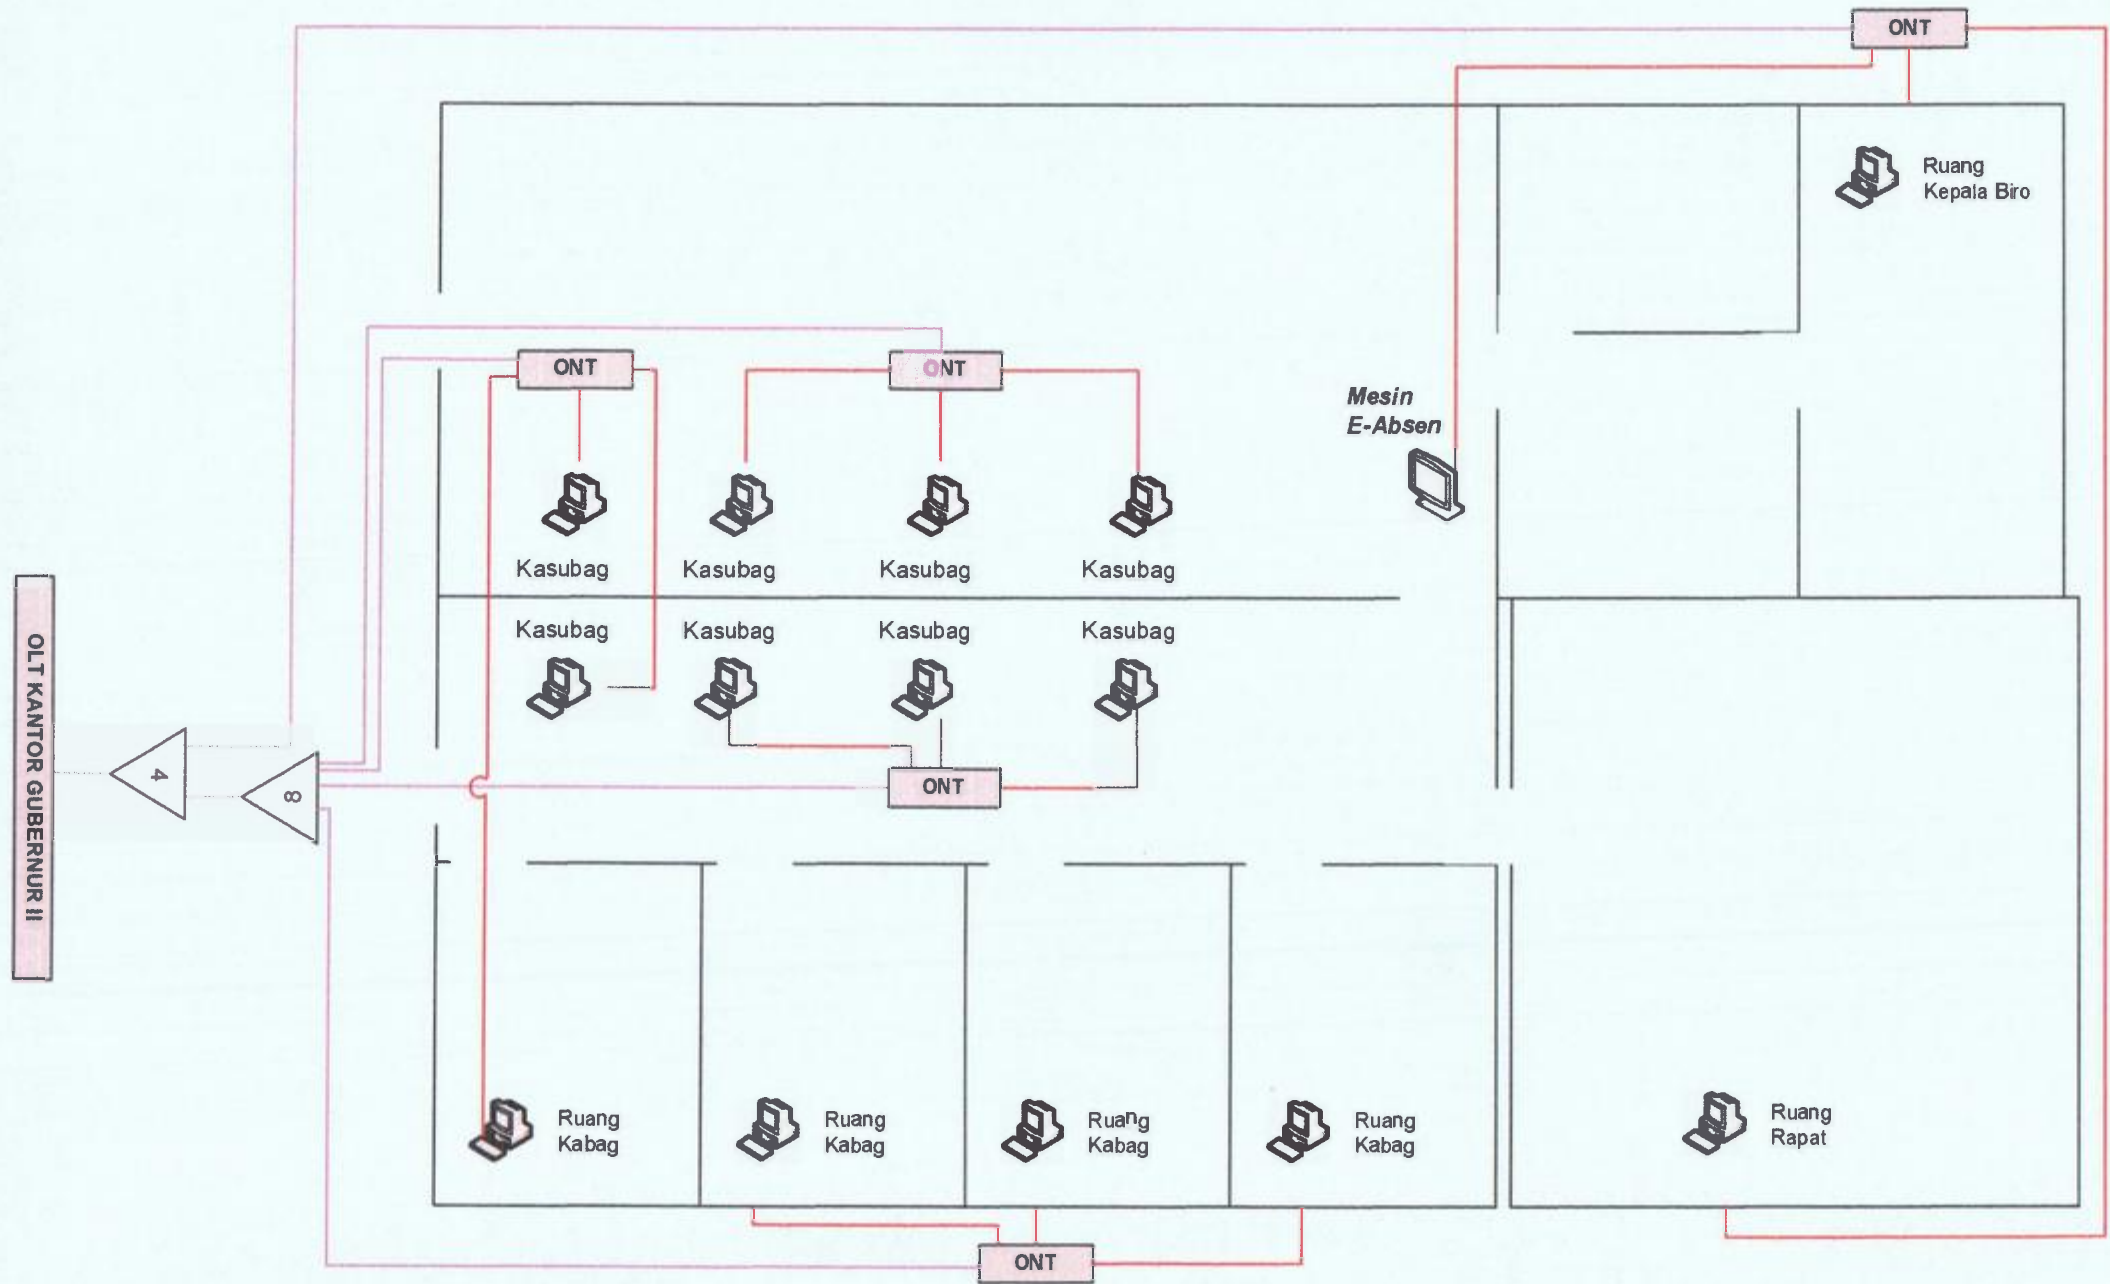 ONT
Ruang
Kepala Biro
ONT
ONT
Mesin
E-Absen
Kasubag
Kasubag
Kasubag
Kasubag
Kasubag
Kasubag
Kasubag
Kasubag
OLT KANTOR GUBERNUR II
4
8
ONT
Ruang
Kabag
Ruang
Kabag
Ruang
Kabag
Ruang
Kabag
Ruang
Rapat
ONT